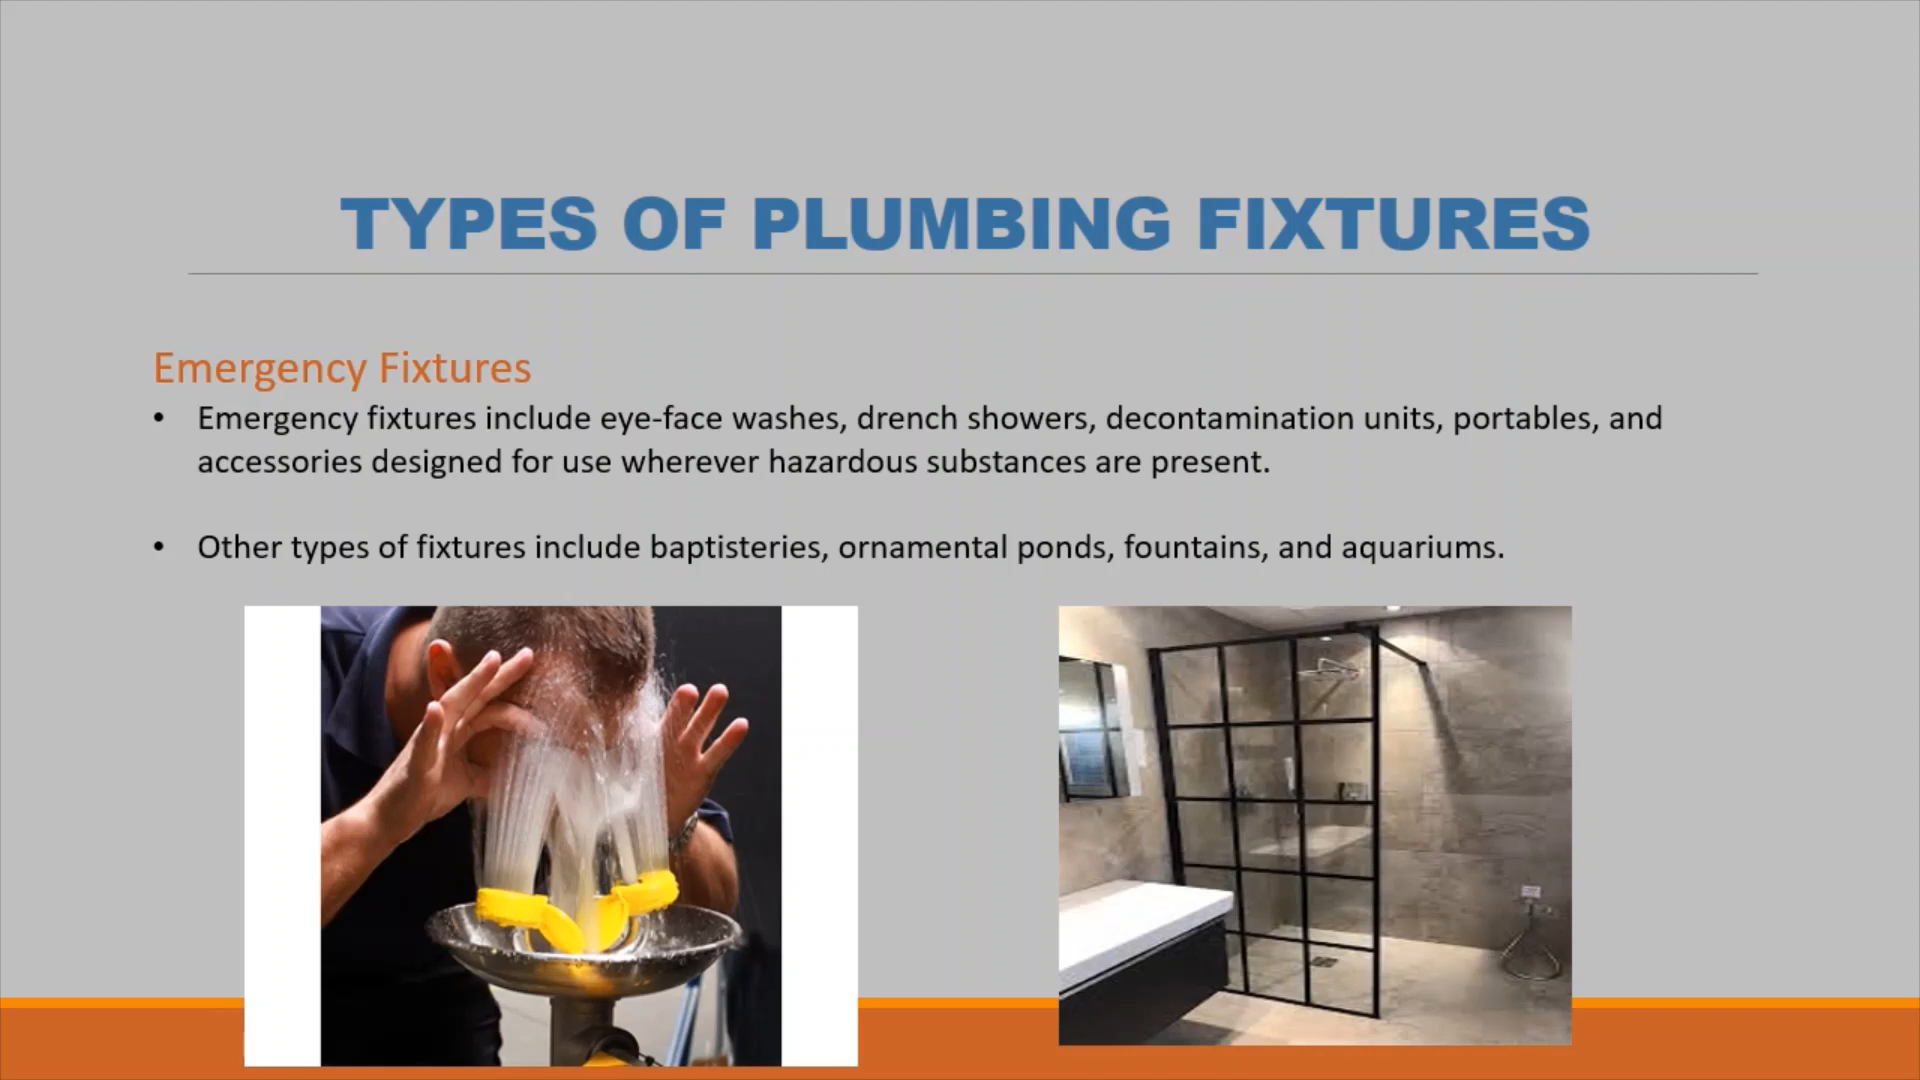 TYPES OF PLUMBING FIXTURES
Emergency Fixtures
• Emergency fixtures include eye-face washes, drench showers, decontamination units, portables, and
accessories designed for use wherever hazardous substances are present.
• Other types of fixtures include baptisteries, ornamental ponds, fountains, and aquariums.